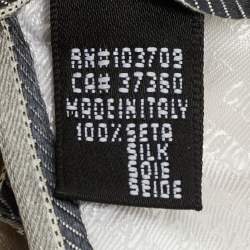 RN#103709
CA# 37360
MADE IN ITALY
100% SETA
SILK
SOIE
SEIDE